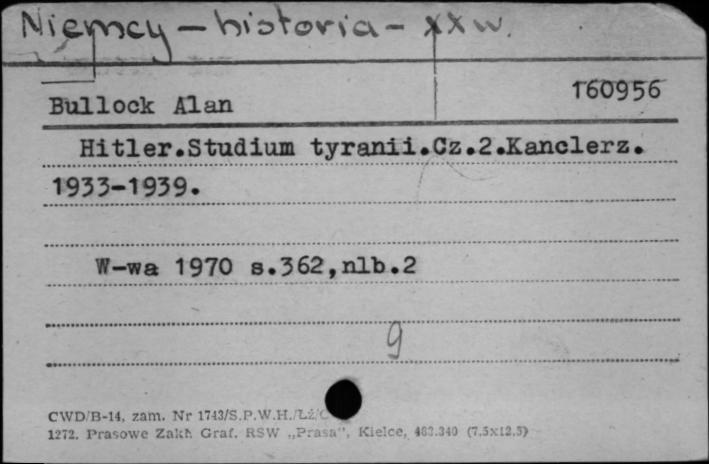 Niemcy – historia – XX w.
160956
Bullock Alan
Hitler.Studium tyranii.Cz.2.Kanclerz.
1933-1939.
W-wa 1970 s.362,nlb.2
9
CWD/B-14, zam. Nr 1743/S.P.W.H./Łź/
1272. Prasowe Zakł. Graf. RSW „Prasa", Kielce, 483.340 (7.5x12.5)